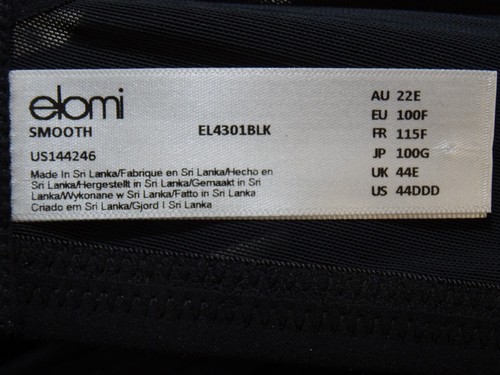 elomi
SMOOTH EL4301BLK
US144246
Made In Sri Lanka/Fabriqué en Sri Lanka/Hecho en
Sri Lanka/Hergestellt in Sri Lanka/Gemaakt in Sri
Lanka/Wykonane w Sri Lanka/Fatto in Sri Lanka
Criado em Sri Lanka/Gjord I Sri Lanka
AU 22E
EU 100F
FR 115F
JP 100G
UK 44E
US 44DDD